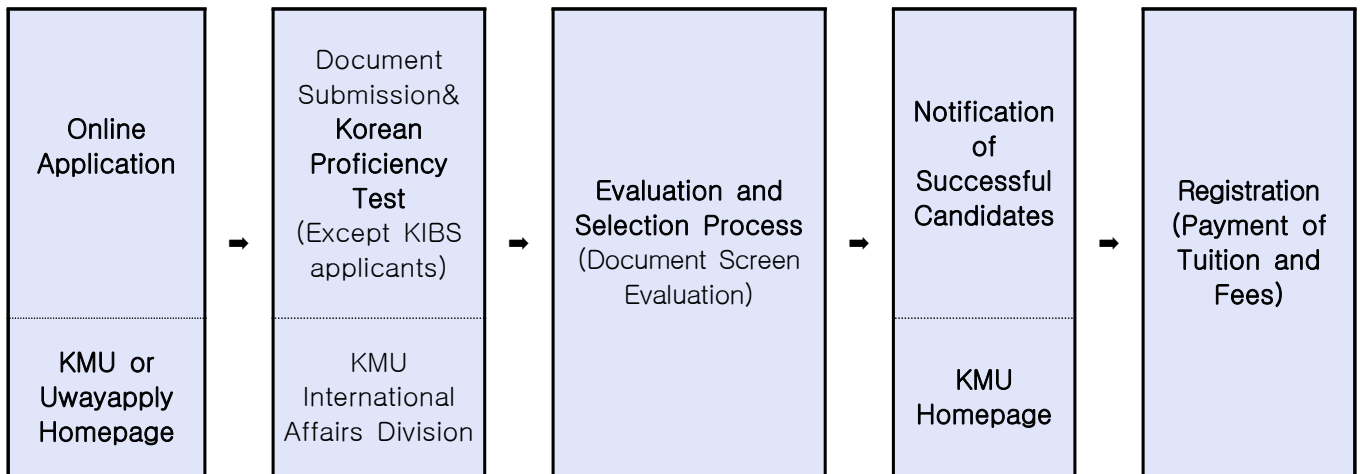 Online
Application
KMU or
Uwayapply
Homepage
➡
Document
Submission&
Korean
Proficiency
Test
(Except KIBS
applicants)
KMU
International
Affairs Division
➡
Evaluation and
Selection Process
(Document Screen
Evaluation)
➡
Notification
of
Successful
Candidates
KMU
Homepage
➡
Registration
(Payment of
Tuition and
Fees)